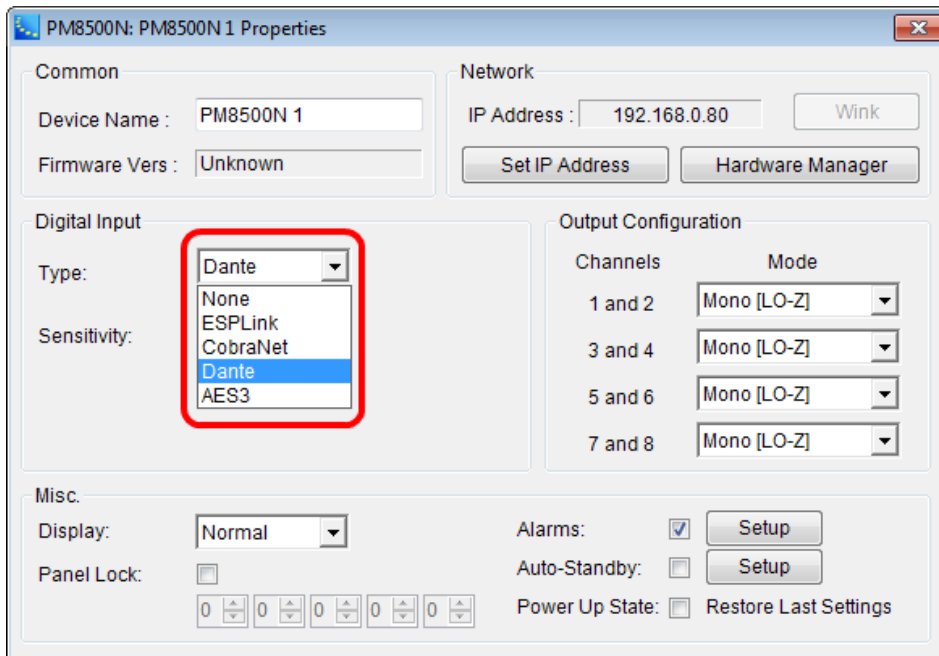 PM8500N: PM8500N 1 Properties
Common
Device Name :
PM8500N 1
Firmware Vers :
Unknown
Network
IP Address :
192.168.0.80
Wink
Set IP Address
Hardware Manager
Digital Input
Type:
Dante
None
ESPLink
CobraNet
Dante
AES3
Sensitivity:
Output Configuration
Channels
Mode
1 and 2
Mono [LO-Z]
3 and 4
Mono [LO-Z]
5 and 6
Mono [LO-Z]
7 and 8
Mono [LO-Z]
Misc.
Display:
Normal
Panel Lock:
0 0 0 0 0
Alarms:
Setup
Auto-Standby:
Setup
Power Up State:
Restore Last Settings